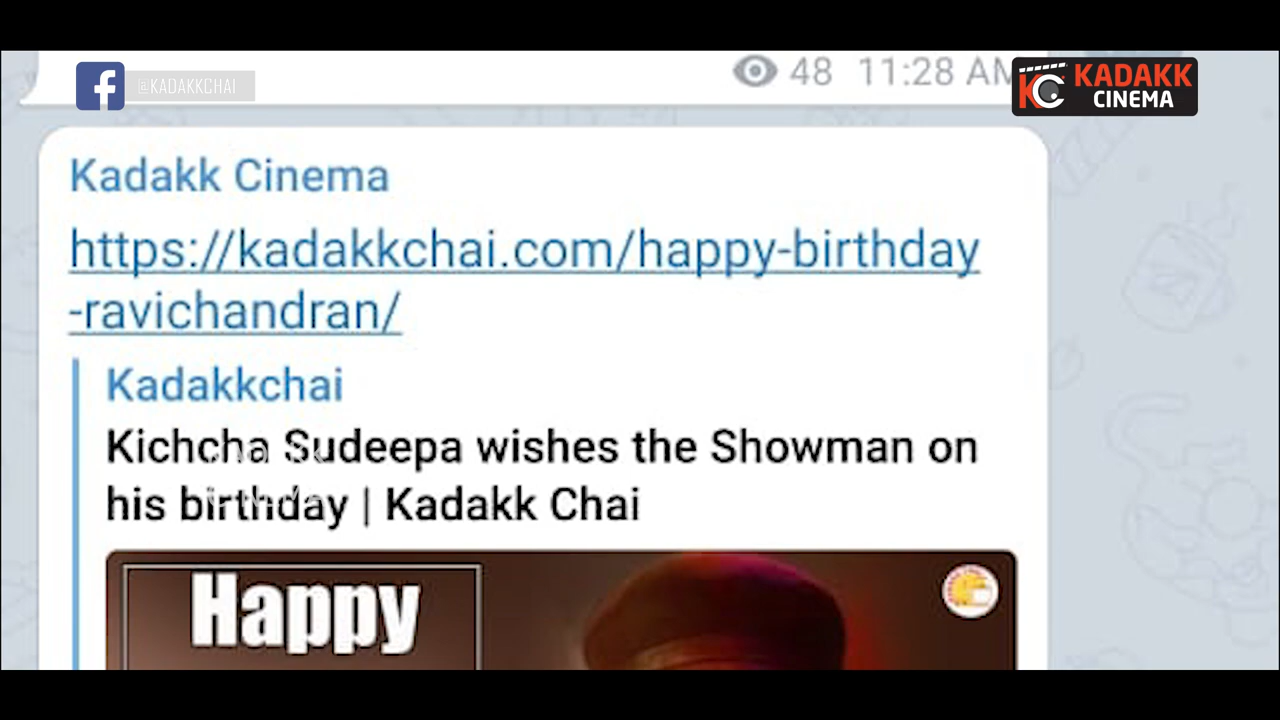 @KADAKKCHAI
48 11:28 AM
KADAKK
CINEMA
Kadakk Cinema
https://kadakkchai.com/happy-birthday
-ravichandran/
Kadakkchai
Kichcha Sudeepa wishes the Showman on
his birthday | Kadakk Chai
Happy